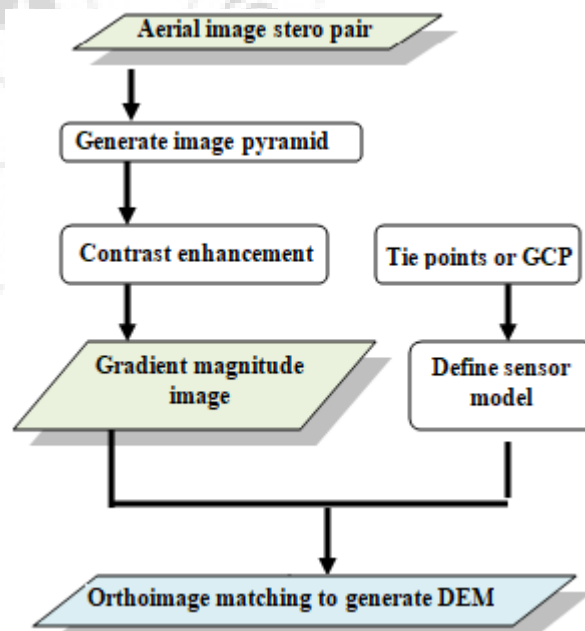 Aerial image stero pair
Generate image pyramid
Contrast enhancement
Tie points or GCP
Gradient magnitude
image
Define sensor
model
Orthoimage matching to generate DEM